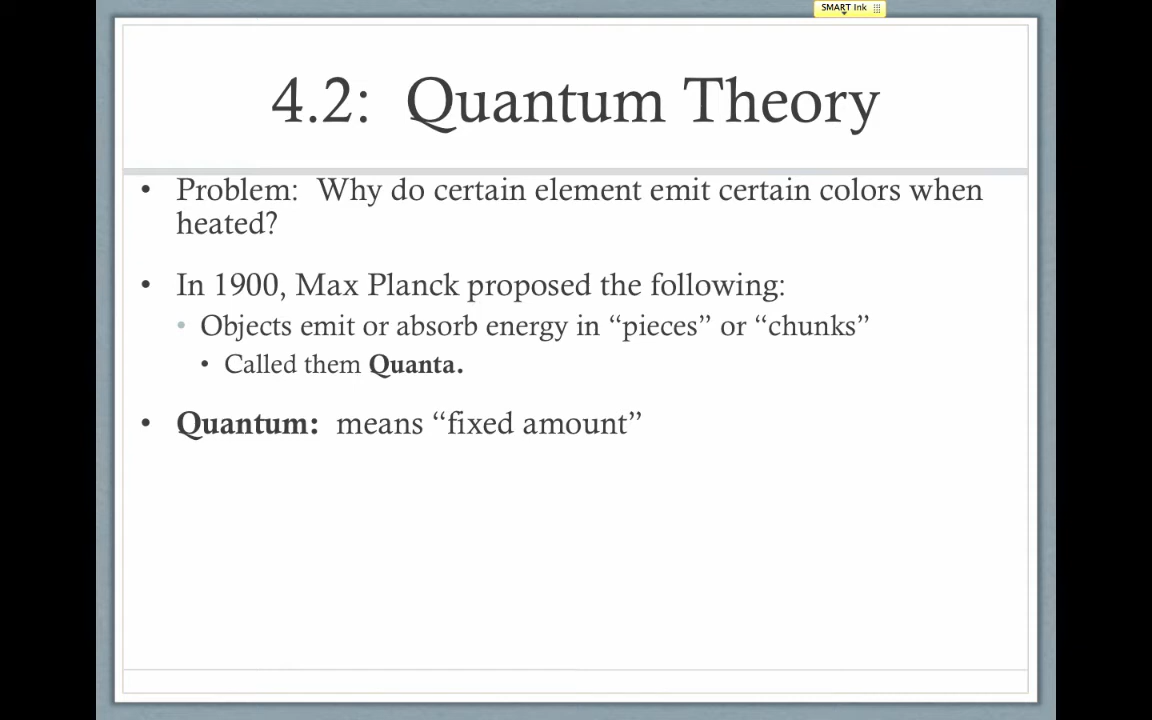 SMART Ink
4.2:  Quantum Theory
• Problem:  Why do certain element emit certain colors when
heated?
• In 1900, Max Planck proposed the following:
• Objects emit or absorb energy in “pieces” or “chunks”
• Called them Quanta.
• Quantum:  means “fixed amount”